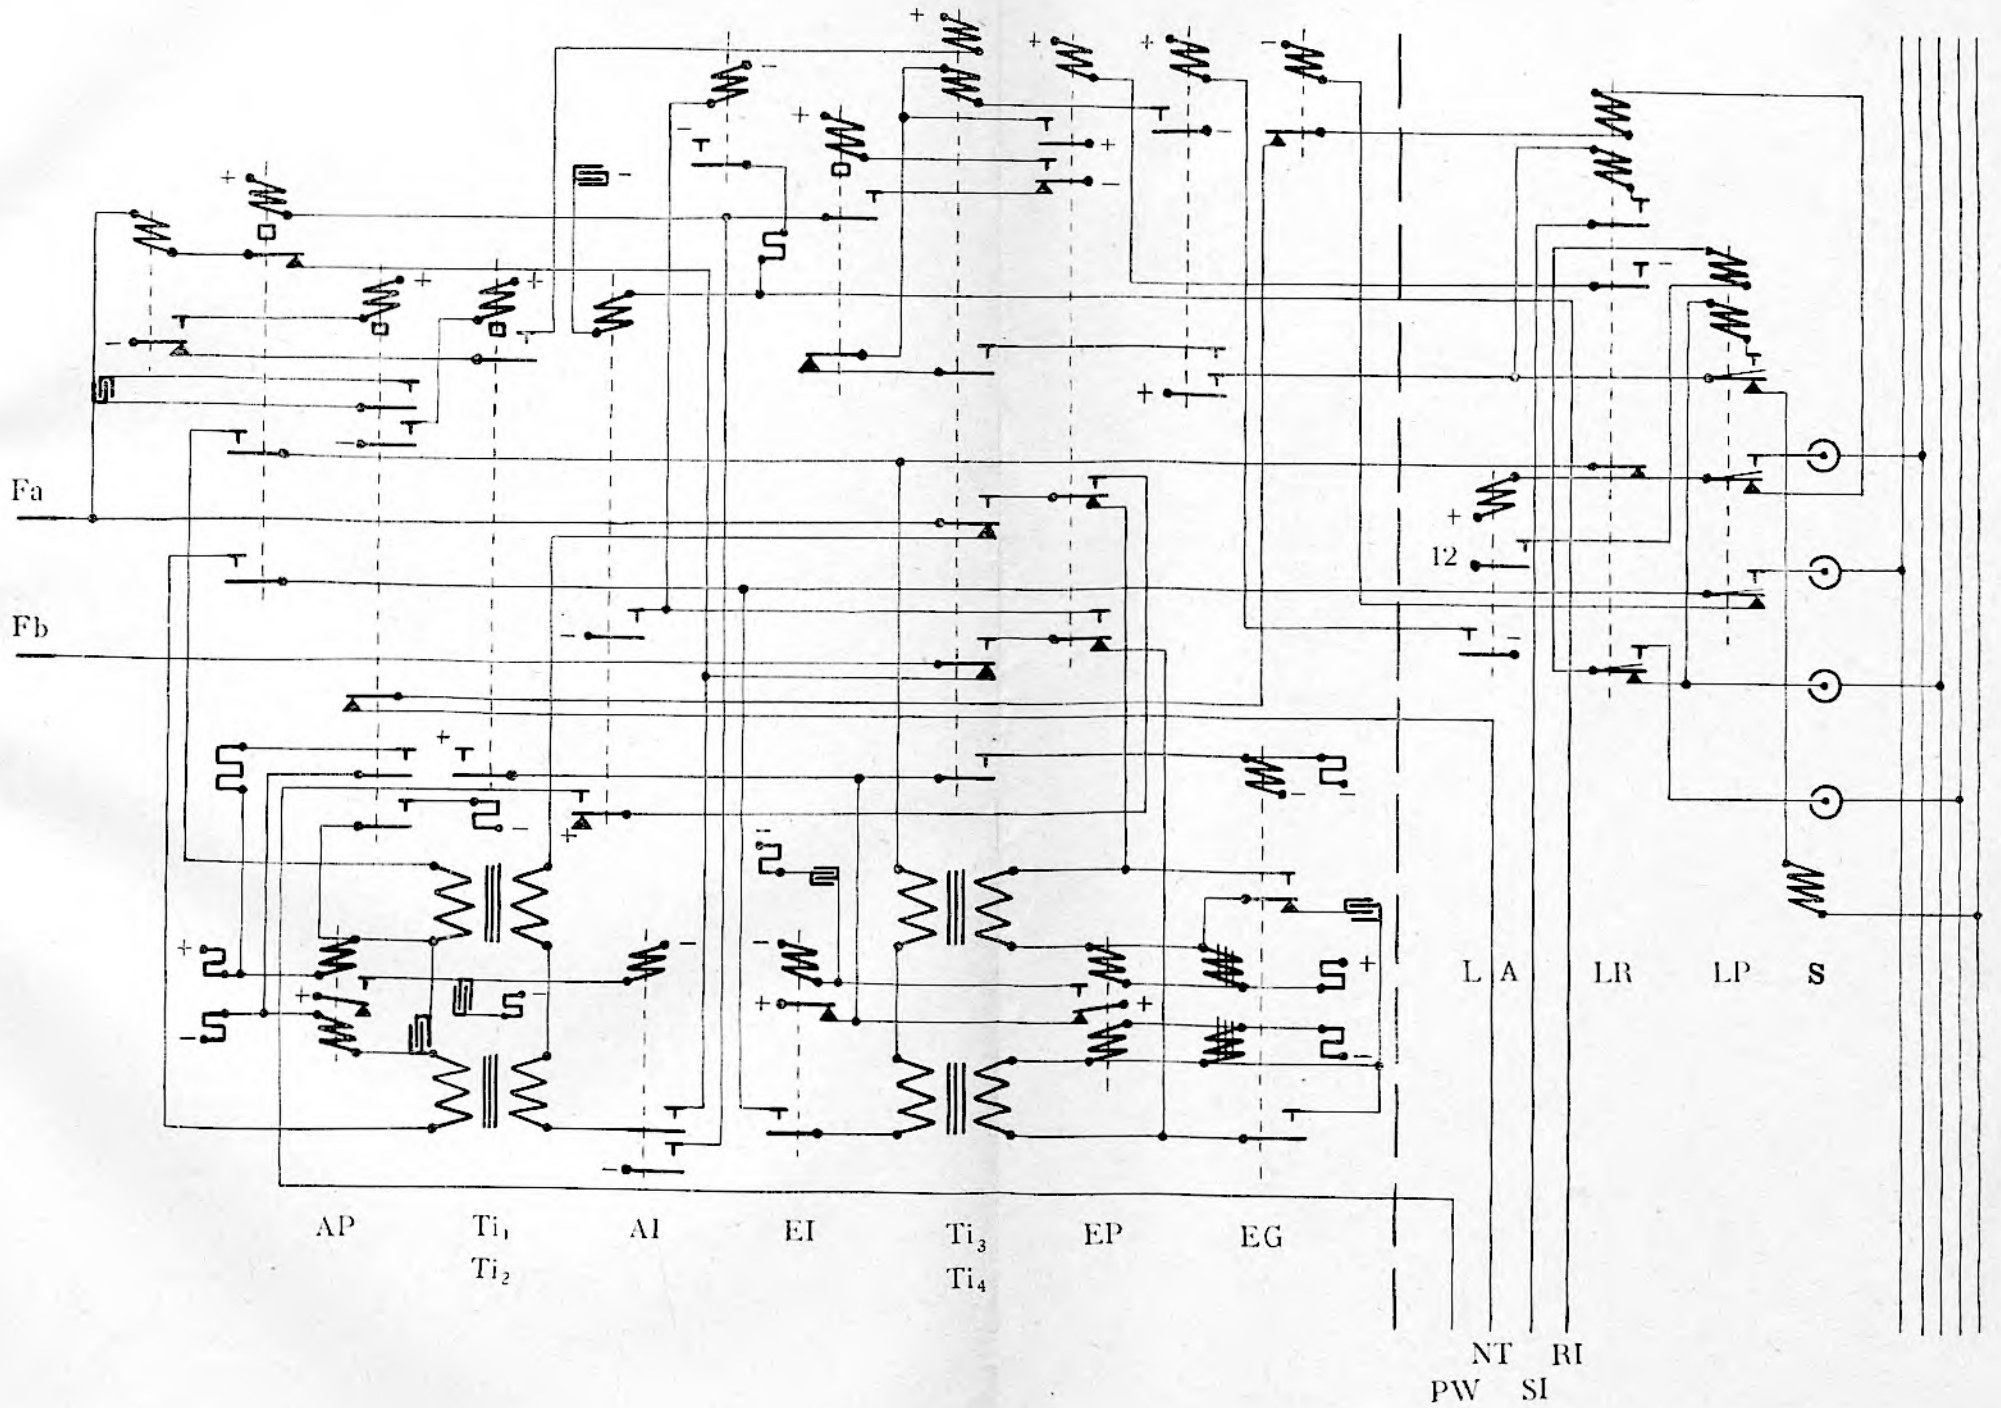 Fa
12
Fb
L A LR LP S
AP Ti₁ AI EI Ti₃ EP EG
Ti₂ Ti₄
NT RI
PW SI